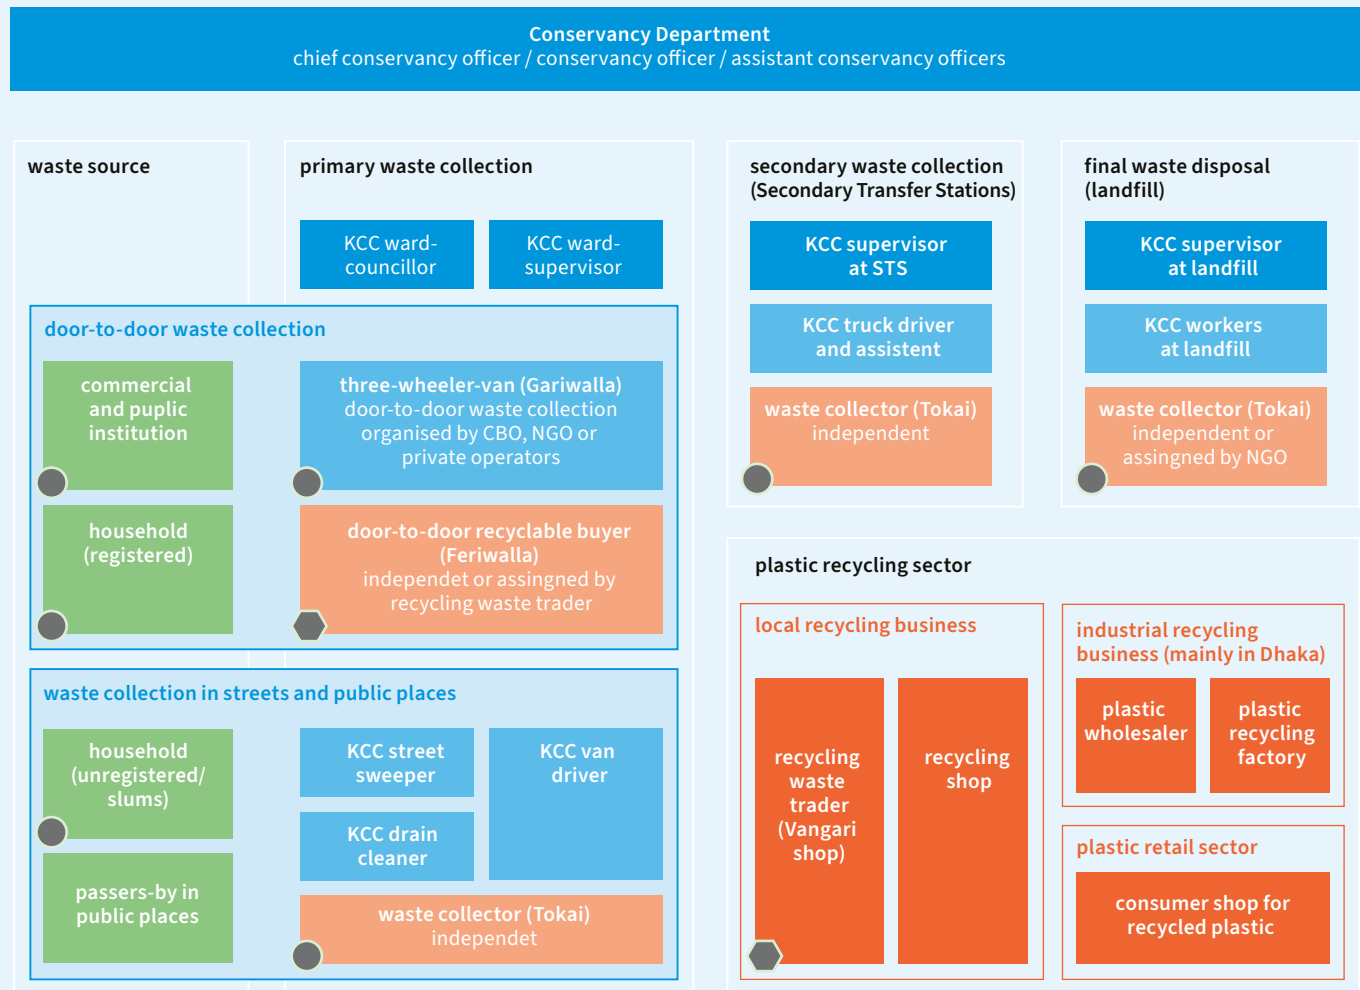 Conservancy Department
chief conservancy officer / conservancy officer / assistant conservancy officers
waste source
primary waste collection
KCC ward-
councillor
KCC ward-
supervisor
door-to-door waste collection
commercial
and puplic
institution
three-wheeler-van (Gariwalla)
door-to-door waste collection
organised by CBO, NGO or
private operators
household
(registered)
door-to-door recyclable buyer
(Feriwalla)
independet or assingned by
recycling waste trader
waste collection in streets and public places
household
(unregistered/
slums)
KCC street
sweeper
KCC van
driver
KCC drain
cleaner
passers-by in
public places
waste collector (Tokai)
independet
secondary waste collection
(Secondary Transfer Stations)
KCC supervisor
at STS
KCC truck driver
and assistent
waste collector (Tokai)
independent
final waste disposal
(landfill)
KCC supervisor
at landfill
KCC workers
at landfill
waste collector (Tokai)
independent or
assingned by NGO
plastic recycling sector
local recycling business
recycling
waste
trader
(Vangari
shop)
recycling
shop
industrial recycling
business (mainly in Dhaka)
plastic
wholesaler
plastic
recycling
factory
plastic retail sector
consumer shop for
recycled plastic